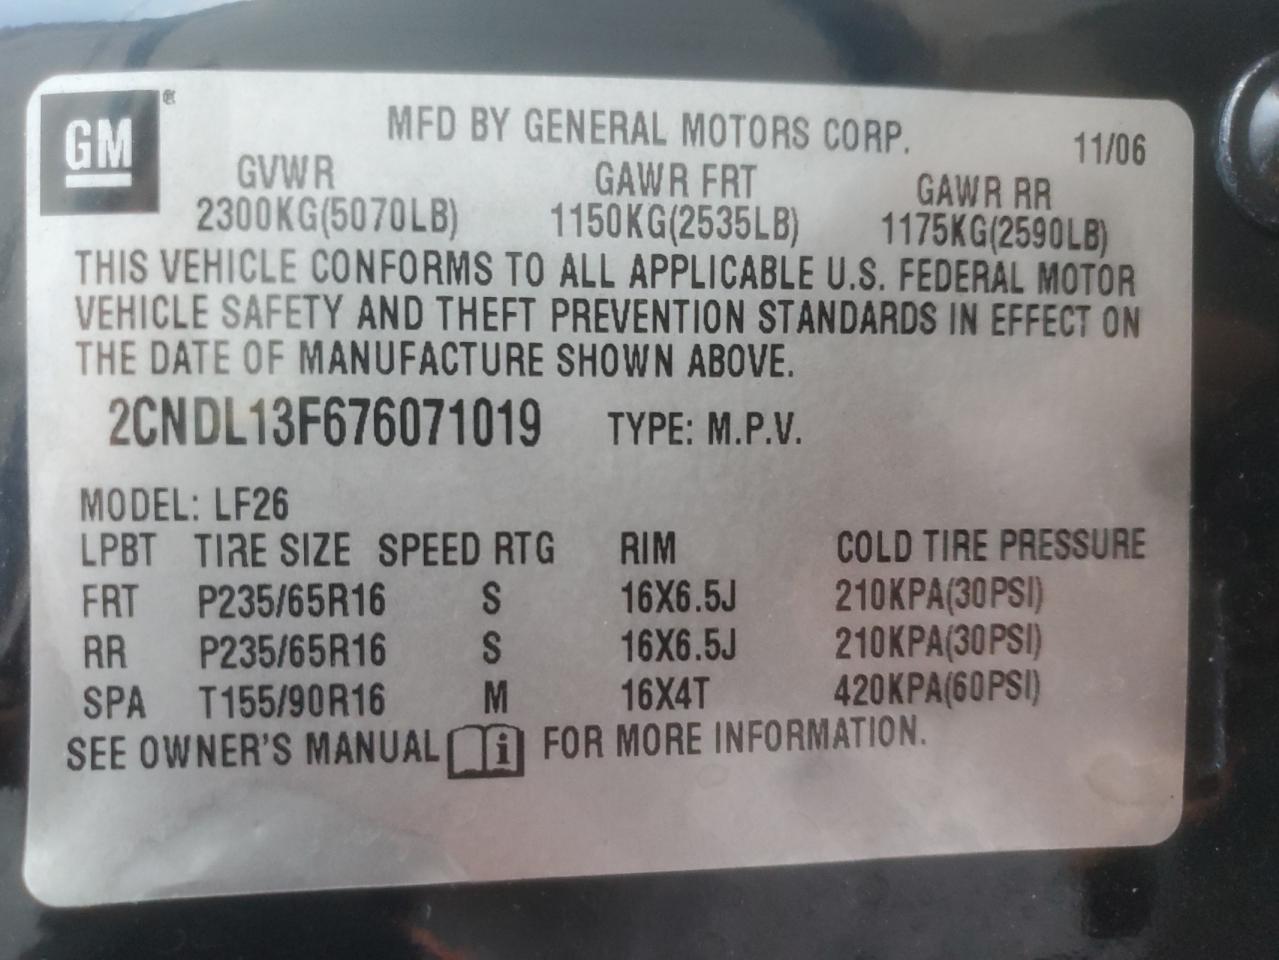 GM ®
MFD BY GENERAL MOTORS CORP.
11/06
GVWR GAWR FRT GAWR RR
2300KG(5070LB) 1150KG(2535LB) 1175KG(2590LB)
THIS VEHICLE CONFORMS TO ALL APPLICABLE U.S. FEDERAL MOTOR
VEHICLE SAFETY AND THEFT PREVENTION STANDARDS IN EFFECT ON
THE DATE OF MANUFACTURE SHOWN ABOVE.
2CNDL13F676071019 TYPE: M.P.V.
MODEL: LF26
LPBT TIRE SIZE SPEED RTG RIM COLD TIRE PRESSURE
FRT P235/65R16 S 16X6.5J 210KPA(30PSI)
RR P235/65R16 S 16X6.5J 210KPA(30PSI)
SPA T155/90R16 M 16X4T 420KPA(60PSI)
SEE OWNER'S MANUAL i FOR MORE INFORMATION.